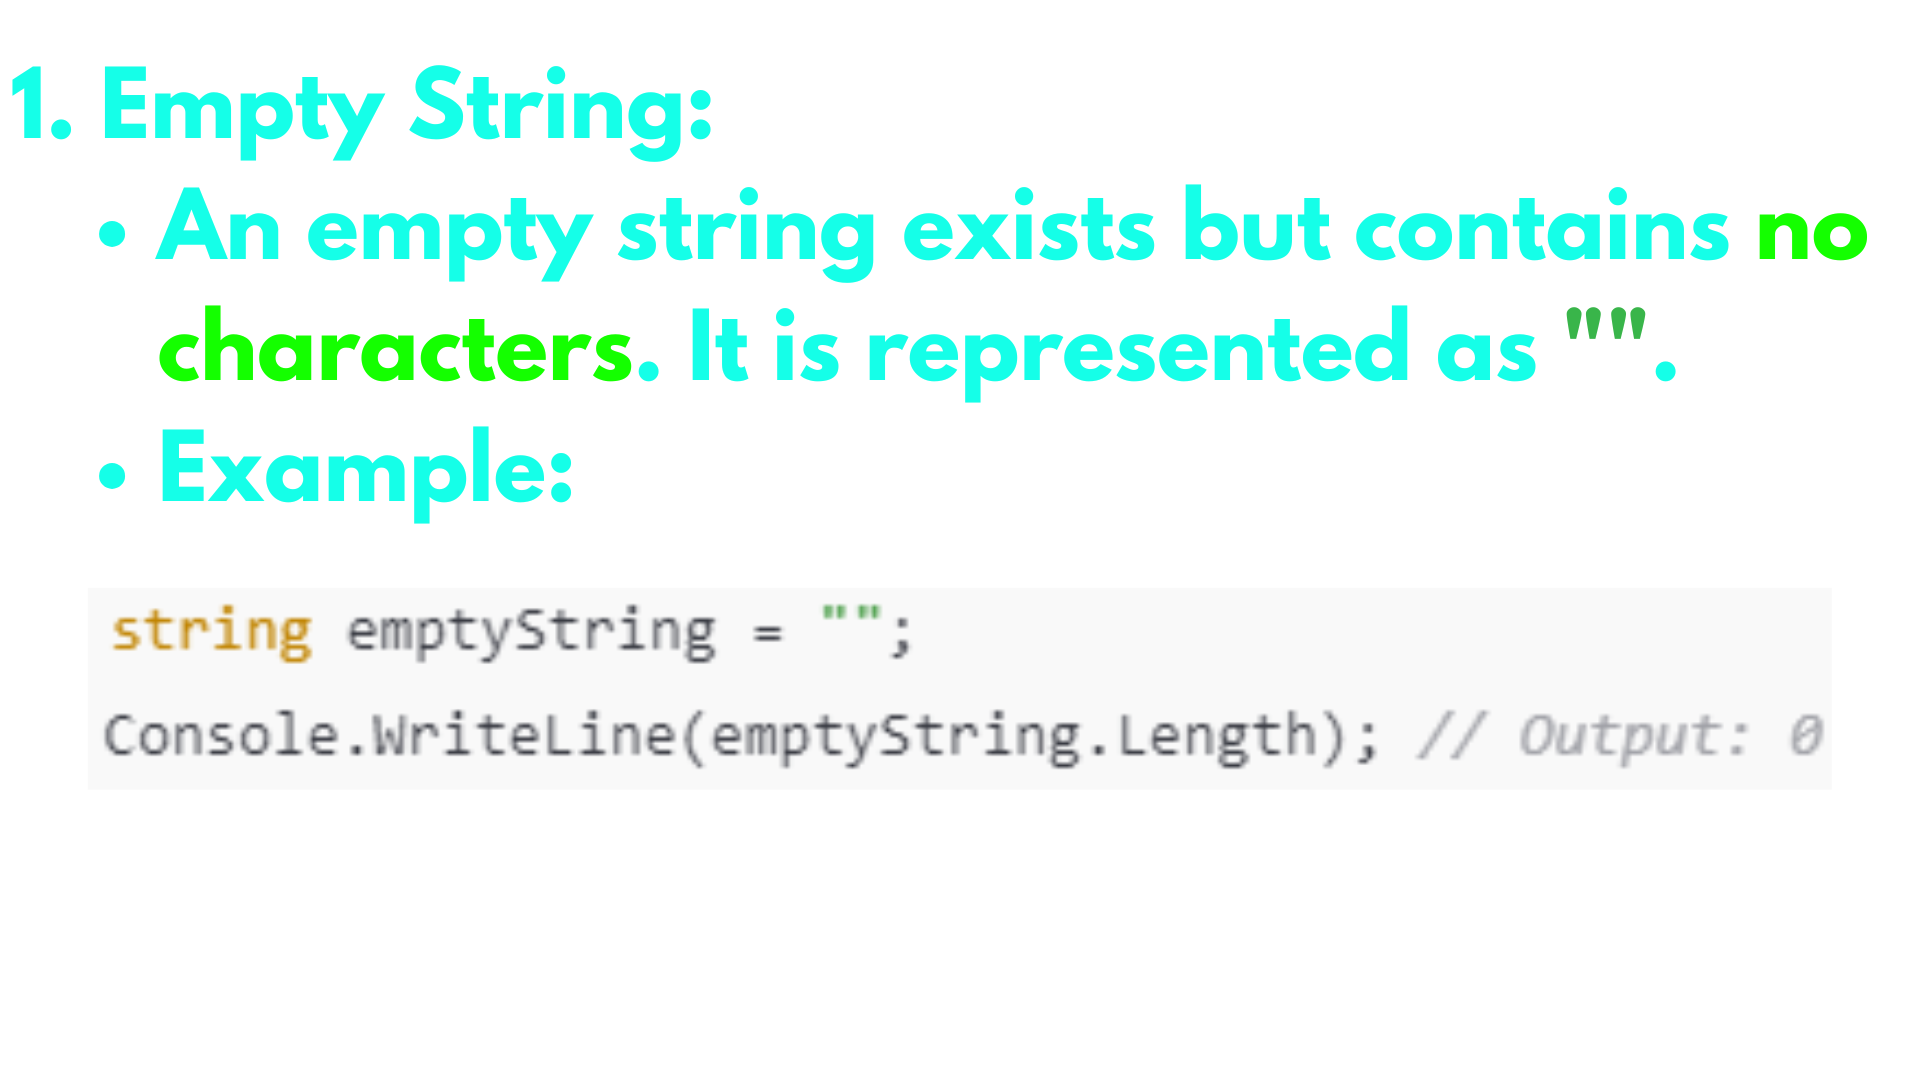 1. Empty String:
• An empty string exists but contains no
characters. It is represented as "".
• Example:
string emptyString = "";
Console.WriteLine(emptyString.Length); // Output: 0